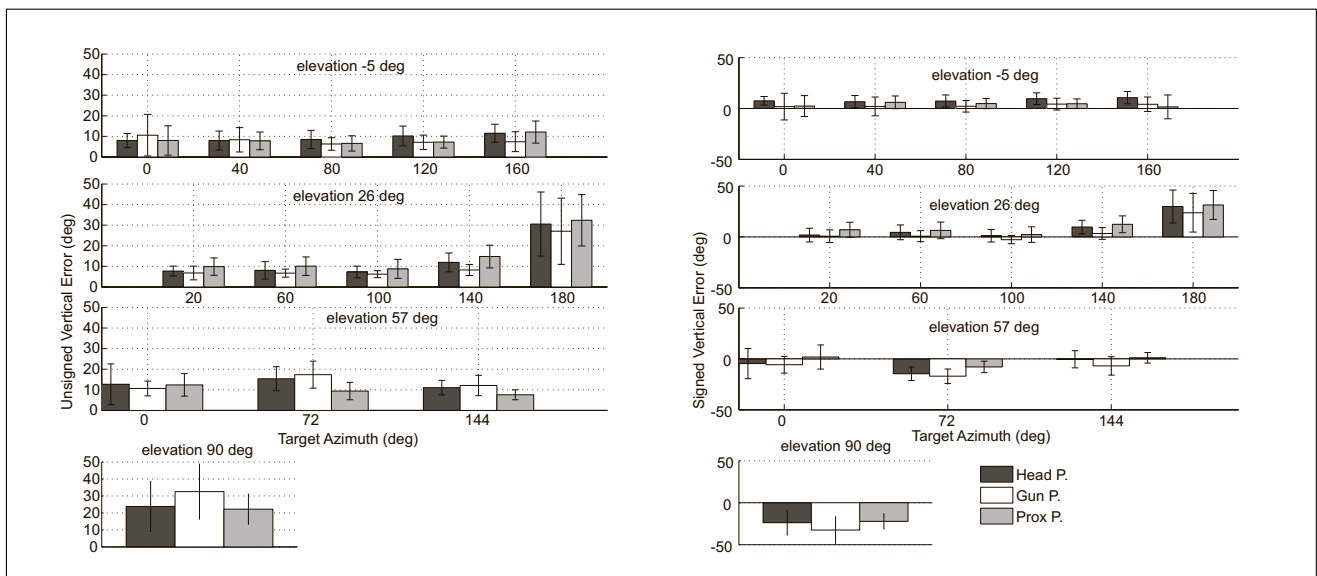 50
40
30
20
10
0
elevation -5 deg
0 40 80 120 160
50
40
30
20
10
0
elevation 26 deg
20 60 100 140 180
50
40
30
20
10
0
elevation 57 deg
0 72 144
Unsigned Vertical Error (deg)
Target Azimuth (deg)
elevation 90 deg
50
40
30
20
10
0
50
0
-50
elevation -5 deg
0 40 80 120 160
50
0
-50
elevation 26 deg
20 60 100 140 180
50
0
-50
elevation 57 deg
0 72 144
Signed Vertical Error (deg)
Target Azimuth (deg)
elevation 90 deg
50
0
-50
Head P.
Gun P.
Prox P.